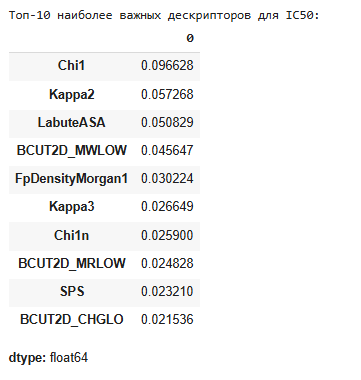 Топ-10 наиболее важных дескрипторов для IC50:
0
Chi1 0.096628
Kappa2 0.057268
LabuteASA 0.050829
BCUT2D_MWLOW 0.045647
FpDensityMorgan1 0.030224
Kappa3 0.026649
Chi1n 0.025900
BCUT2D_MRLOW 0.024828
SPS 0.023210
BCUT2D_CHGLO 0.021536
dtype: float64